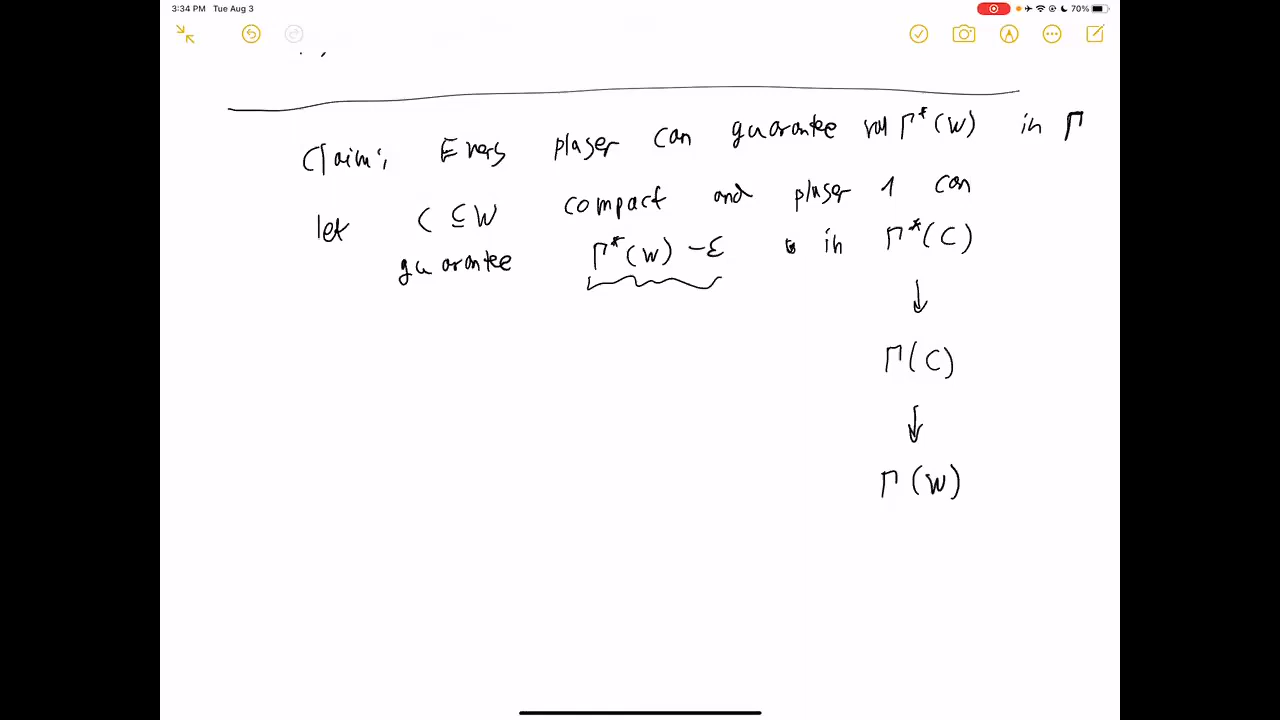 3:34 PM Tue Aug 3 70%
Claim: Every player can guarantee val Γ*(W) in Γ
let C ⊆ W compact and player 1 can
guarantee Γ*(W) - ε in Γ*(C)
↓
Γ(C)
↓
Γ(W)